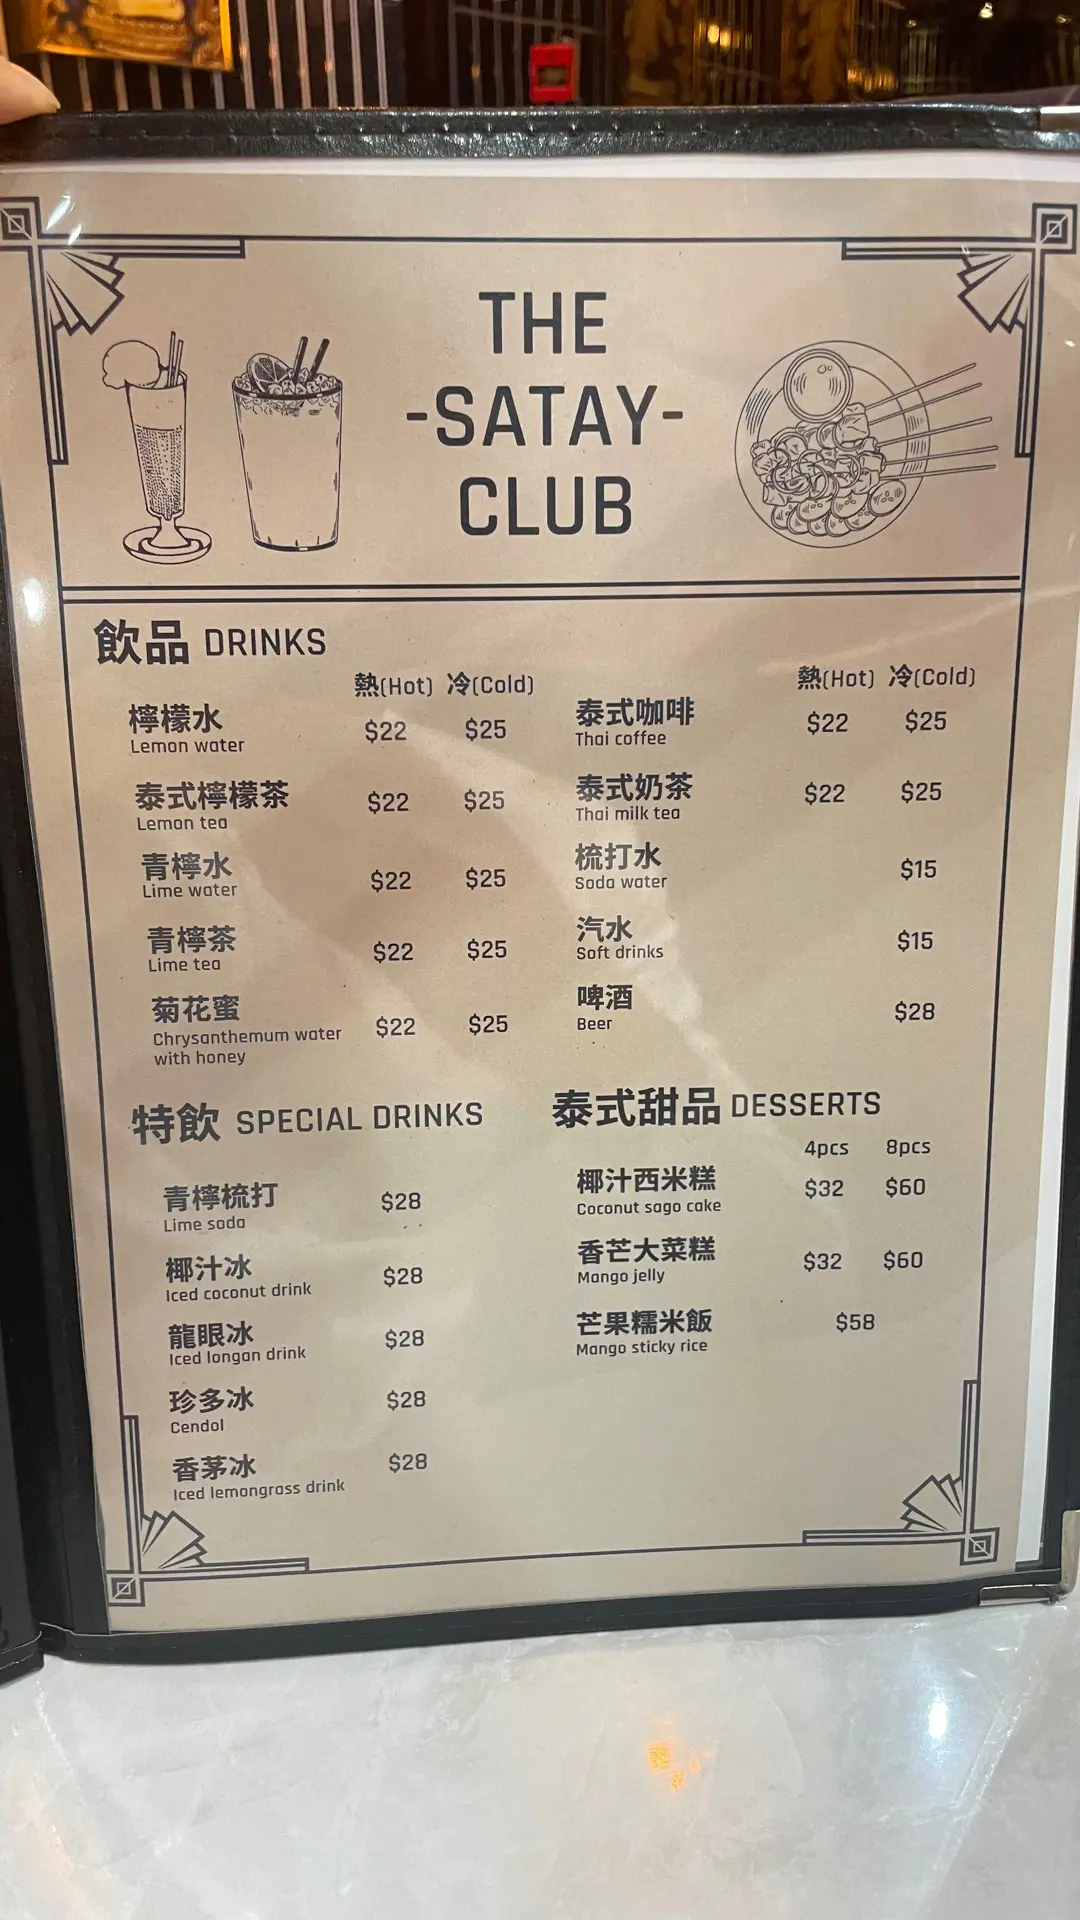 THE
-SATAY-
CLUB
飲品 DRINKS
熱(Hot) 冷(Cold)
檸檬水 $22 $25
Lemon water
泰式檸檬茶 $22 $25
Lemon tea
青檸水 $22 $25
Lime water
青檸茶 $22 $25
Lime tea
菊花蜜 $22 $25
Chrysanthemum water
with honey
熱(Hot) 冷(Cold)
泰式咖啡 $22 $25
Thai coffee
泰式奶茶 $22 $25
Thai milk tea
梳打水 $15
Soda water
汽水 $15
Soft drinks
啤酒 $28
Beer
特飲 SPECIAL DRINKS
青檸梳打 $28
Lime soda
椰汁冰 $28
Iced coconut drink
龍眼冰 $28
Iced longan drink
珍多冰 $28
Cendol
香茅冰 $28
Iced lemongrass drink
泰式甜品 DESSERTS
4pcs 8pcs
椰汁西米糕 $32 $60
Coconut sago cake
香芒大菜糕 $32 $60
Mango jelly
芒果糯米飯 $58
Mango sticky rice